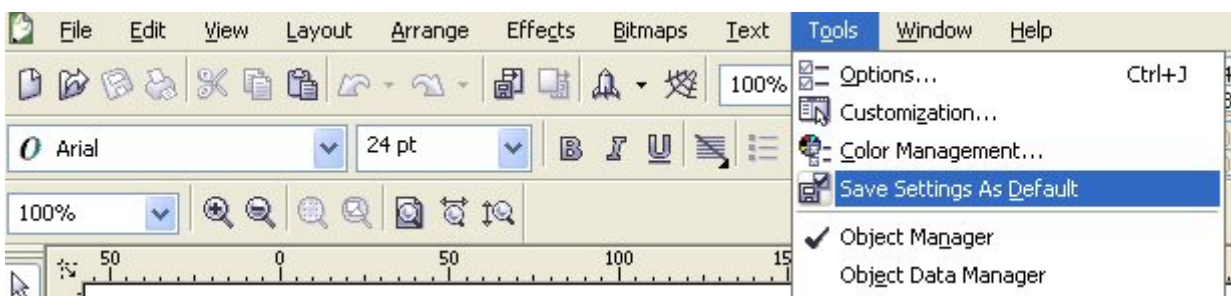 File Edit View Layout Arrange Effects Bitmaps Text Tools Window Help
100%
Options... Ctrl+J
Customization...
O Arial 24 pt B I U
Color Management...
Save Settings As Default
100%
Object Manager
50 0 50 100 15
Object Data Manager